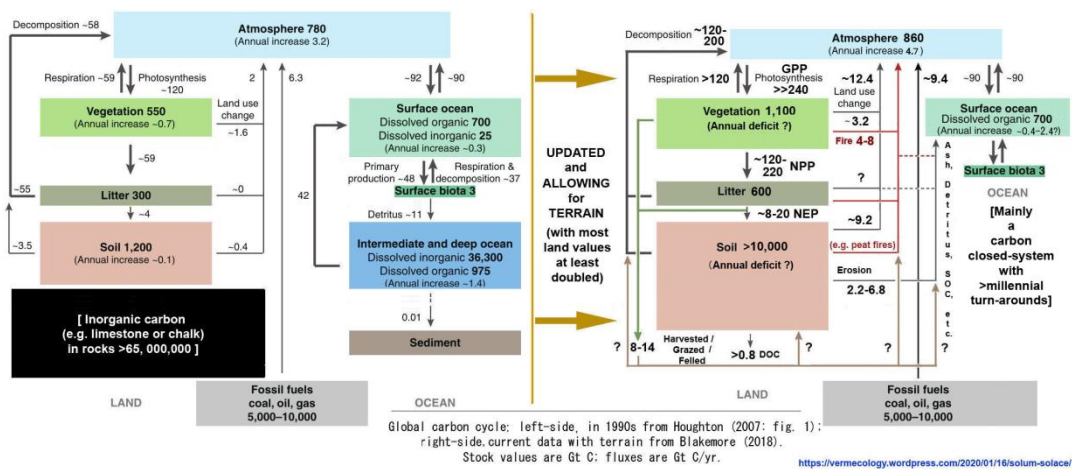 Decomposition ~58
Atmosphere 780
(Annual increase 3.2)
Respiration
~59
Photosynthesis
~120
2
6.3
~92
~90
Vegetation 550
(Annual increase ~0.7)
Land use
change
~1.6
~59
~55
Litter 300
~0
~4
~3.5
Soil 1,200
(Annual increase ~0.1)
~0.4
[ Inorganic carbon
(e.g. limestone or chalk)
in rocks >65, 000,000 ]
LAND
Fossil fuels
coal, oil, gas
5,000–10,000
Surface ocean
Dissolved organic 700
Dissolved inorganic 25
(Annual increase ~0.3)
Primary
production ~48
Respiration &
decomposition ~37
Surface biota 3
42
Detritus ~11
Intermediate and deep ocean
Dissolved inorganic 36,300
Dissolved organic 975
(Annual increase ~1.4)
0.01
Sediment
OCEAN
UPDATED
and
ALLOWING
for
TERRAIN
(with most
land values
at least
doubled)
Decomposition ~120-
200
Atmosphere 860
(Annual increase 4.7)
Respiration >120
GPP
Photosynthesis
>>240
~12.4
Land use
change
~3.2
~9.4
~90
~90
Vegetation 1,100
(Annual deficit ?)
Fire 4-8
~120-
220
NPP
?
Litter 600
~8-20 NEP
~9.2
Soil >10,000
(Annual deficit ?)
(e.g. peat fires)
Erosion
2.2-6.8
Ash, Detritus, SOC, etc.
Surface ocean
Dissolved organic 700
(Annual increase ~0.4-2.4?)
Surface biota 3
OCEAN
[Mainly
a
carbon
closed-system
with
>millennial
turn-arounds]
?
8-14
Harvested /
Grazed /
Felled
>0.8 DOC
?
?
?
LAND
Fossil fuels
coal, oil, gas
5,000–10,000
Global carbon cycle; left-side, in 1990s from Houghton (2007: fig. 1);
right-side, current data with terrain from Blakemore (2018).
Stock values are Gt C; fluxes are Gt C/yr.
https://vermecology.wordpress.com/2020/01/16/solum-solace/